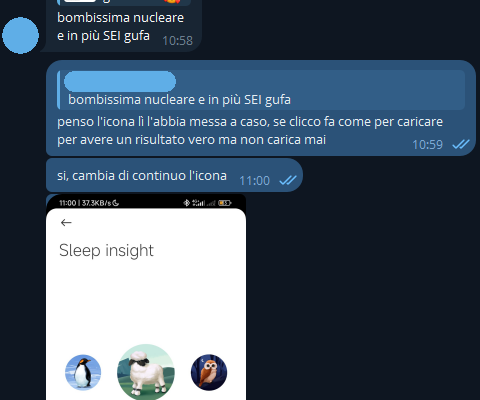 bombissima nucleare
e in più SEI gufa
10:58
bombissima nucleare e in più SEI gufa
penso l'icona lì l'abbia messa a caso, se clicco fa come per caricare
per avere un risultato vero ma non carica mai
10:59
si, cambia di continuo l'icona
11:00
11:00 | 37.3KB/s
Sleep insight